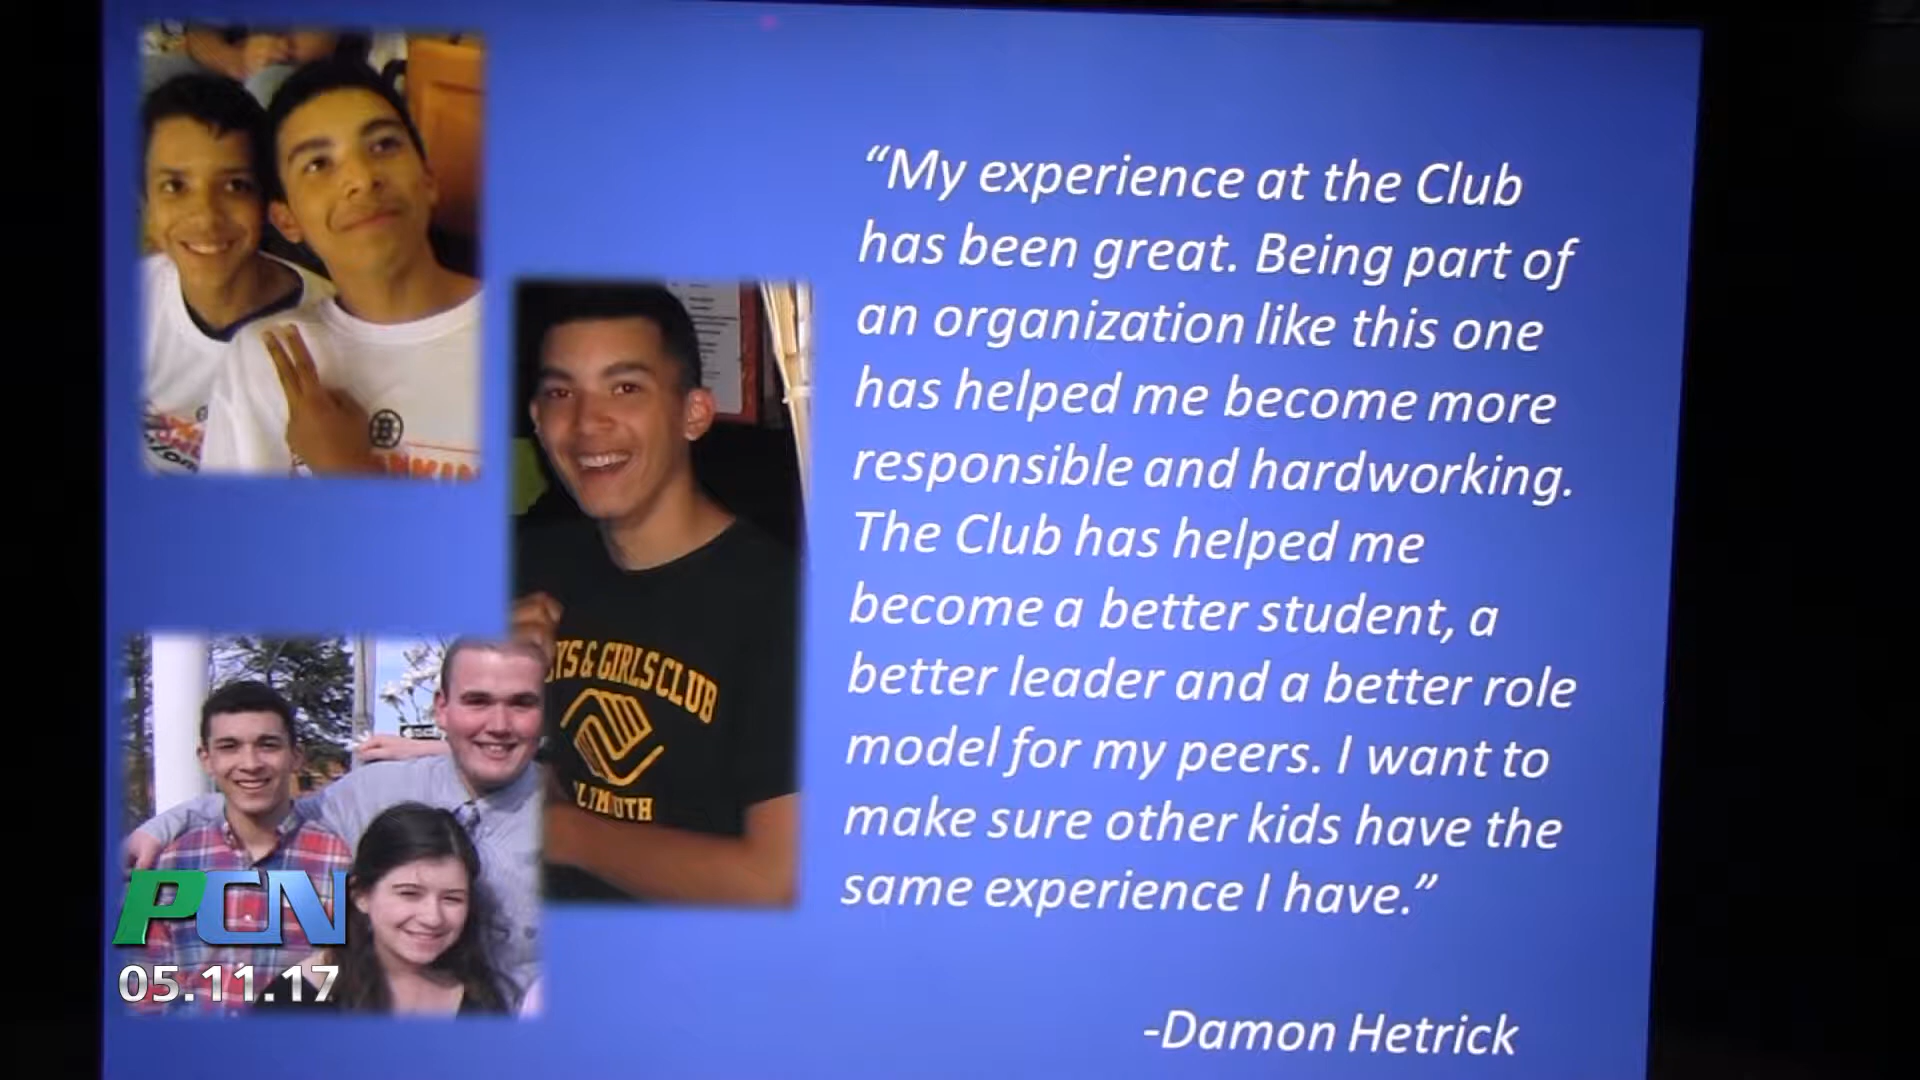 “My experience at the Club
has been great. Being part of
an organization like this one
has helped me become more
responsible and hardworking.
The Club has helped me
become a better student, a
better leader and a better role
model for my peers. I want to
make sure other kids have the
same experience I have.”
-Damon Hetrick
YS & GIRLS CLUB
LYMOUTH
B
PCN
05.11.17